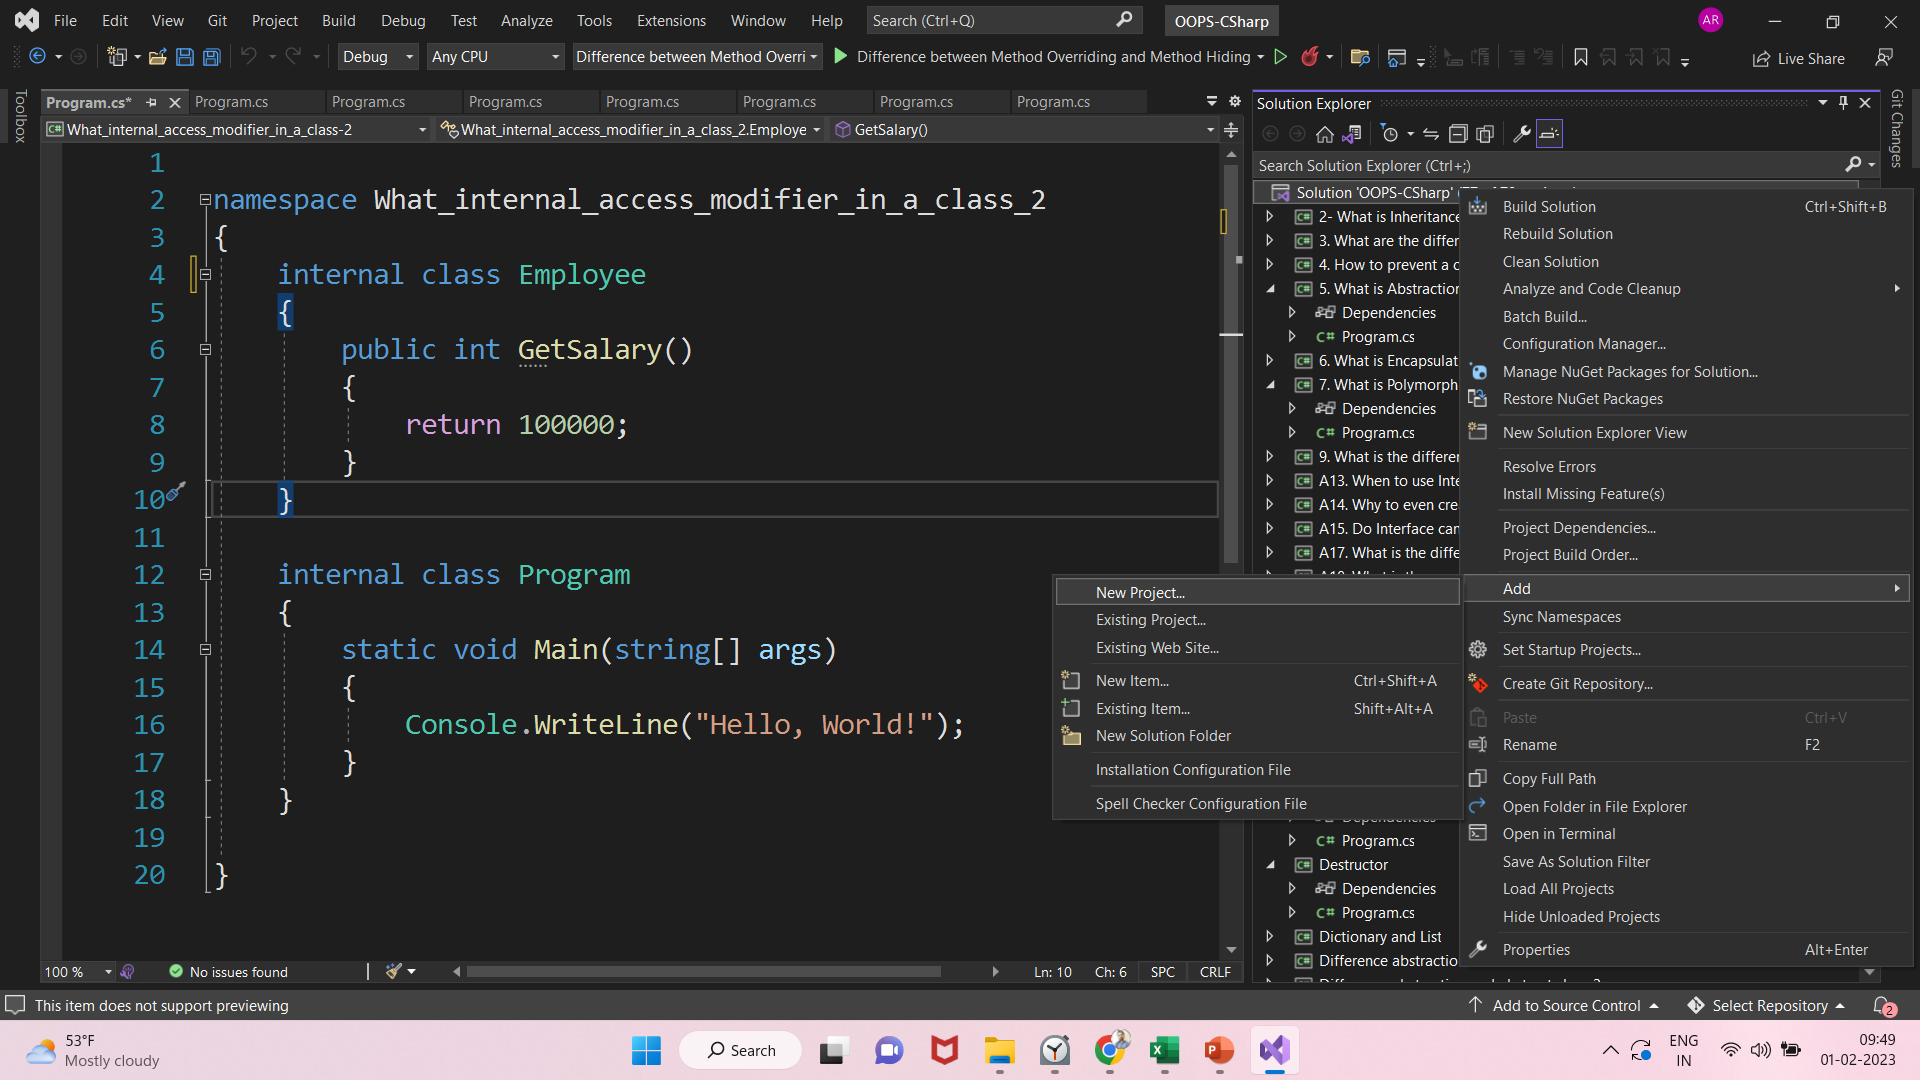 File Edit View Git Project Build Debug Test Analyze Tools Extensions Window Help Search (Ctrl+Q) OOPS-CSharp AR
Debug Any CPU Difference between Method Overri Difference between Method Overriding and Method Hiding Live Share
Toolbox
Program.cs* Program.cs Program.cs Program.cs Program.cs Program.cs Program.cs Program.cs
What_internal_access_modifier_in_a_class-2 What_internal_access_modifier_in_a_class_2.Employe GetSalary()
1
2 namespace What_internal_access_modifier_in_a_class_2
3 {
4 internal class Employee
5 {
6 public int GetSalary()
7 {
8 return 100000;
9 }
10 }
11
12 internal class Program
13 {
14 static void Main(string[] args)
15 {
16 Console.WriteLine("Hello, World!");
17 }
18 }
19
20 }
100 % No issues found Ln: 10 Ch: 6 SPC CRLF
Solution Explorer
Git Changes
Search Solution Explorer (Ctrl+;)
Solution 'OOPS-CSharp'
2- What is Inheritance
3. What are the differ
4. How to prevent a c
5. What is Abstraction
Dependencies
Program.cs
6. What is Encapsulat
7. What is Polymorph
Dependencies
Program.cs
9. What is the differer
A13. When to use Inte
A14. Why to even cre
A15. Do Interface can
A17. What is the diffe
Program.cs
Destructor
Dependencies
Program.cs
Dictionary and List
Difference abstractio
Build Solution Ctrl+Shift+B
Rebuild Solution
Clean Solution
Analyze and Code Cleanup
Batch Build...
Configuration Manager...
Manage NuGet Packages for Solution...
Restore NuGet Packages
New Solution Explorer View
Resolve Errors
Install Missing Feature(s)
Project Dependencies...
Project Build Order...
Add
Sync Namespaces
Set Startup Projects...
Create Git Repository...
Paste Ctrl+V
Rename F2
Copy Full Path
Open Folder in File Explorer
Open in Terminal
Save As Solution Filter
Load All Projects
Hide Unloaded Projects
Properties Alt+Enter
New Project...
Existing Project...
Existing Web Site...
New Item... Ctrl+Shift+A
Existing Item... Shift+Alt+A
New Solution Folder
Installation Configuration File
Spell Checker Configuration File
This item does not support previewing Add to Source Control Select Repository 2
53°F
Mostly cloudy
Search
ENG
IN
09:49
01-02-2023